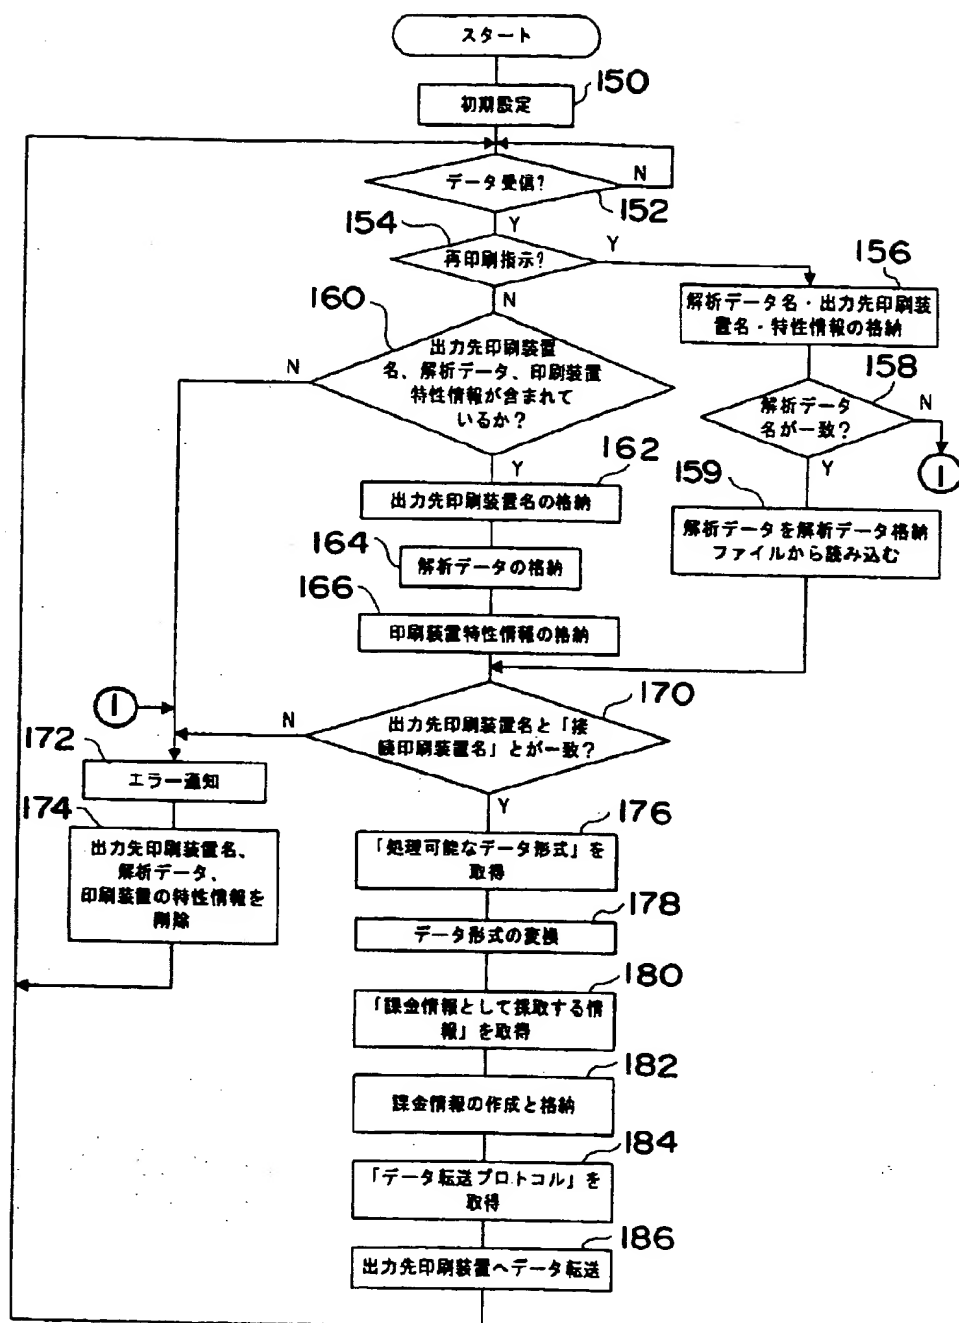 スタート
150
初期設定
データ受信?
N
152
Y
154
再印刷指示?
Y
N
156
解析データ名・出力先印刷装
置名・特性情報の格納
158
解析データ
名が一致?
N
1
Y
159
解析データを解析データ格納
ファイルから読み込む
160
出力先印刷装置
名、解析データ、印刷装置
特性情報が含まれて
いるか?
N
Y
162
出力先印刷装置名の格納
164
解析データの格納
166
印刷装置特性情報の格納
170
出力先印刷装置名と「接
続印刷装置名」とが一致?
N
Y
1
172
エラー通知
174
出力先印刷装置名、
解析データ、
印刷装置の特性情報を
削除
176
「処理可能なデータ形式」を
取得
178
データ形式の変換
180
「課金情報として採取する情
報」を取得
182
課金情報の作成と格納
184
「データ転送プロトコル」を
取得
186
出力先印刷装置へデータ転送